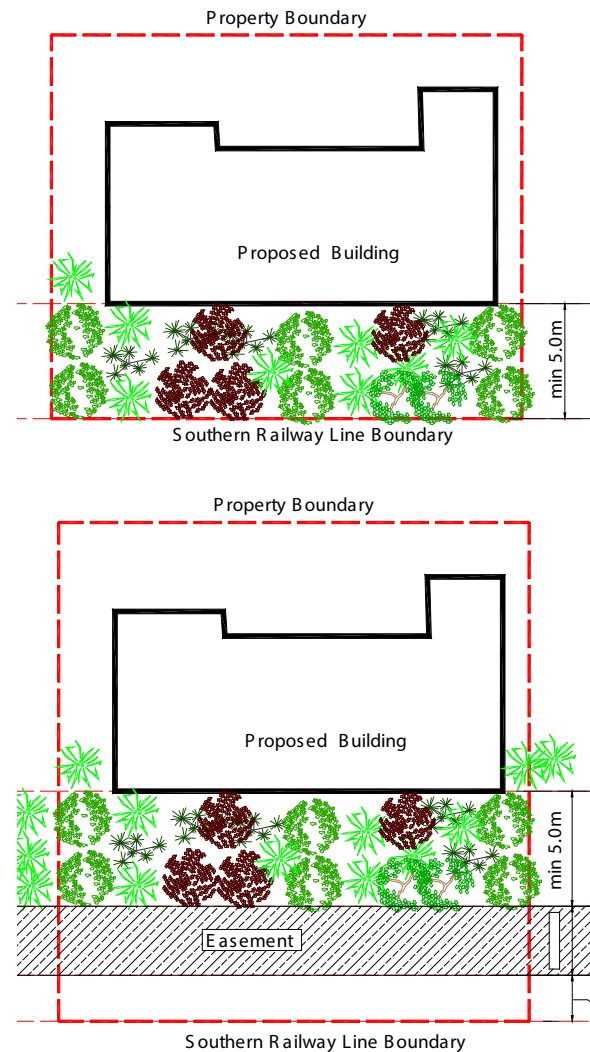 Property Boundary
Proposed Building
min 5.0m
Southern Railway Line Boundary
Property Boundary
Proposed Building
min 5.0m
Easement
Southern Railway Line Boundary